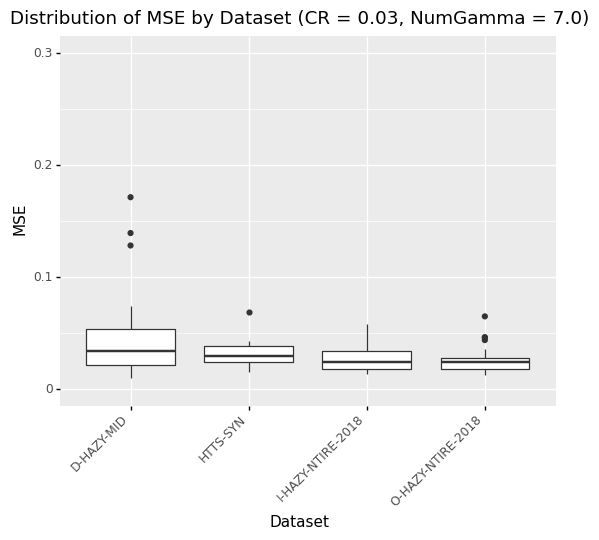 Distribution of MSE by Dataset (CR = 0.03, NumGamma = 7.0)
0.3
0.2
0.1
0
MSE
D-HAZY-MID
HTTS-SYN
I-HAZY-NTIRE-2018
O-HAZY-NTIRE-2018
Dataset